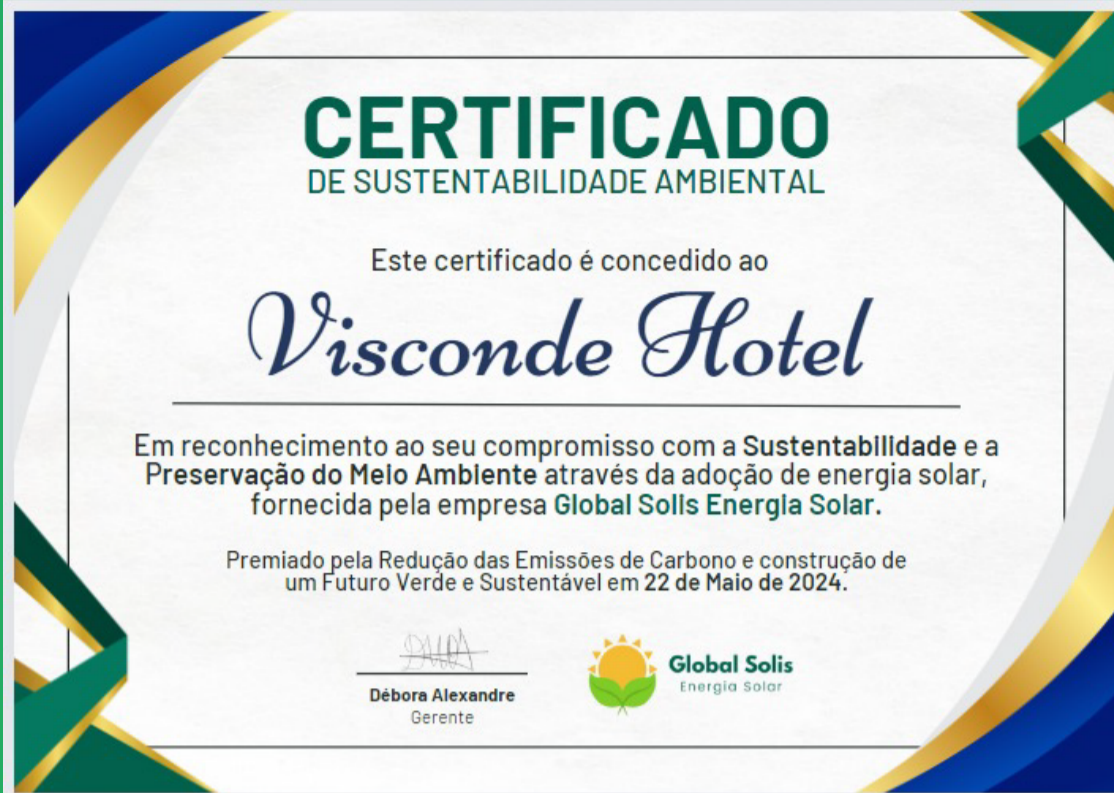 CERTIFICADO
DE SUSTENTABILIDADE AMBIENTAL
Este certificado é concedido ao
Visconde Hotel
Em reconhecimento ao seu compromisso com a Sustentabilidade e a
Preservação do Meio Ambiente através da adoção de energia solar,
fornecida pela empresa Global Solis Energia Solar.
Premiado pela Redução das Emissões de Carbono e construção de
um Futuro Verde e Sustentável em 22 de Maio de 2024.
Débora Alexandre
Gerente
Global Solis
Energia Solar